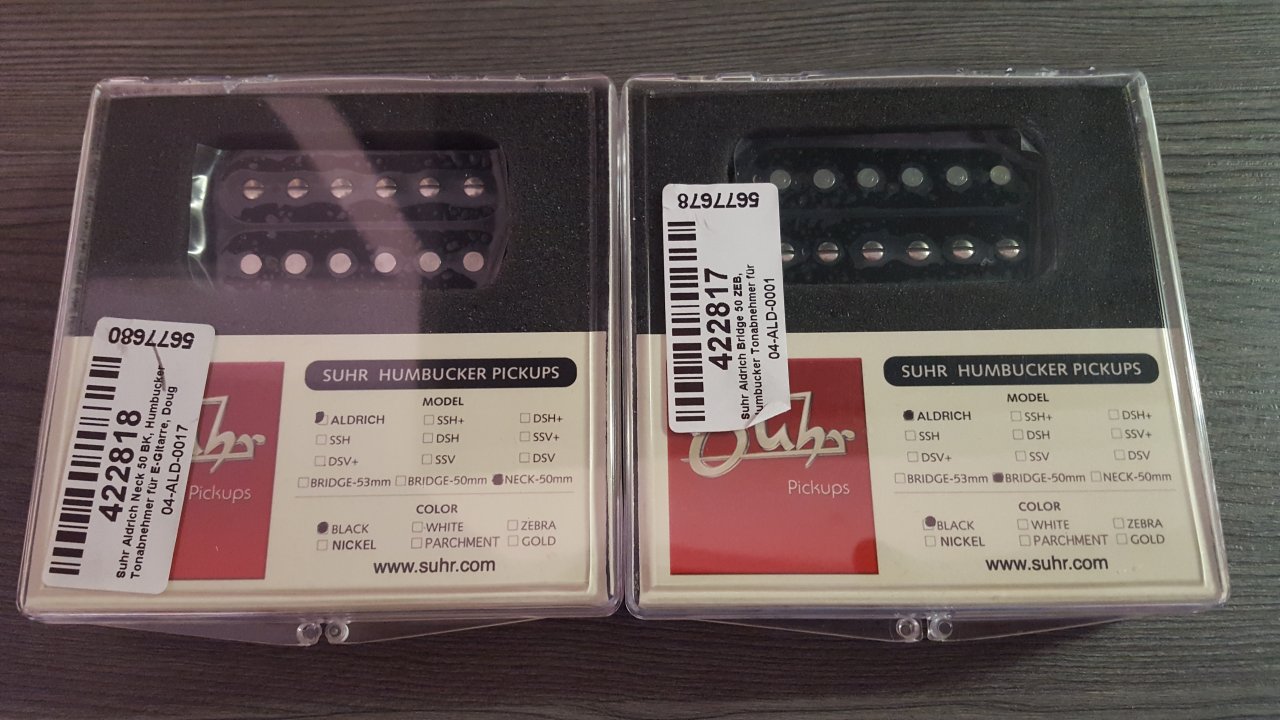 5677680
422818
Suhr Aldrich Neck 50 BK, Humbucker
Tonabnehmer für E-Gitarre, Doug
04-ALD-0017
Suhr
Pickups
SUHR HUMBUCKER PICKUPS
MODEL
ALDRICH SSH+ DSH+
SSH DSH SSV+
DSV+ SSV DSV
BRIDGE-53mm BRIDGE-50mm NECK-50mm
COLOR
BLACK WHITE ZEBRA
NICKEL PARCHMENT GOLD
www.suhr.com
5677678
422817
Suhr Aldrich Bridge 50 ZEB,
Humbucker Tonabnehmer für
04-ALD-0001
Suhr
Pickups
SUHR HUMBUCKER PICKUPS
MODEL
ALDRICH SSH+ DSH+
SSH DSH SSV+
DSV+ SSV DSV
BRIDGE-53mm BRIDGE-50mm NECK-50mm
COLOR
BLACK WHITE ZEBRA
NICKEL PARCHMENT GOLD
www.suhr.com